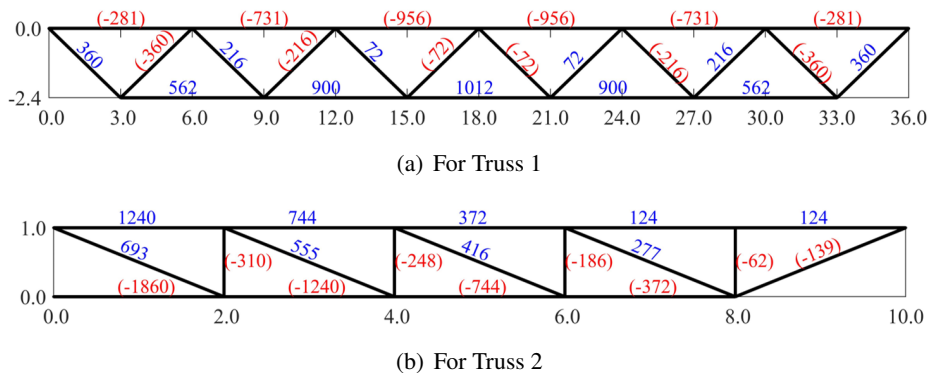 (-281) (-731) (-956) (-956) (-731) (-281)
0.0
360 (-360) 216 (-216) 72 (-72) (-72) 72 (-216) 216 (-360) 360
562 900 1012 900 562
-2.4
0.0 3.0 6.0 9.0 12.0 15.0 18.0 21.0 24.0 27.0 30.0 33.0 36.0
(a) For Truss 1
1240 744 372 124 124
1.0
693 (-310) 555 (-248) 416 (-186) 277 (-62) (-139)
(-1860) (-1240) (-744) (-372)
0.0
0.0 2.0 4.0 6.0 8.0 10.0
(b) For Truss 2